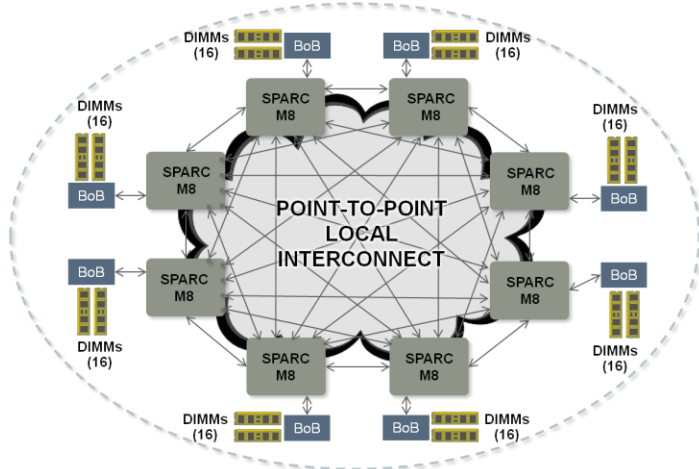 DIMMs
(16)
BoB
BoB
DIMMs
(16)
SPARC
M8
SPARC
M8
DIMMs
(16)
BoB
SPARC
M8
SPARC
M8
DIMMs
(16)
BoB
POINT-TO-POINT
LOCAL
INTERCONNECT
BoB
DIMMs
(16)
SPARC
M8
SPARC
M8
BoB
DIMMs
(16)
SPARC
M8
SPARC
M8
DIMMs
(16)
BoB
BoB
DIMMs
(16)